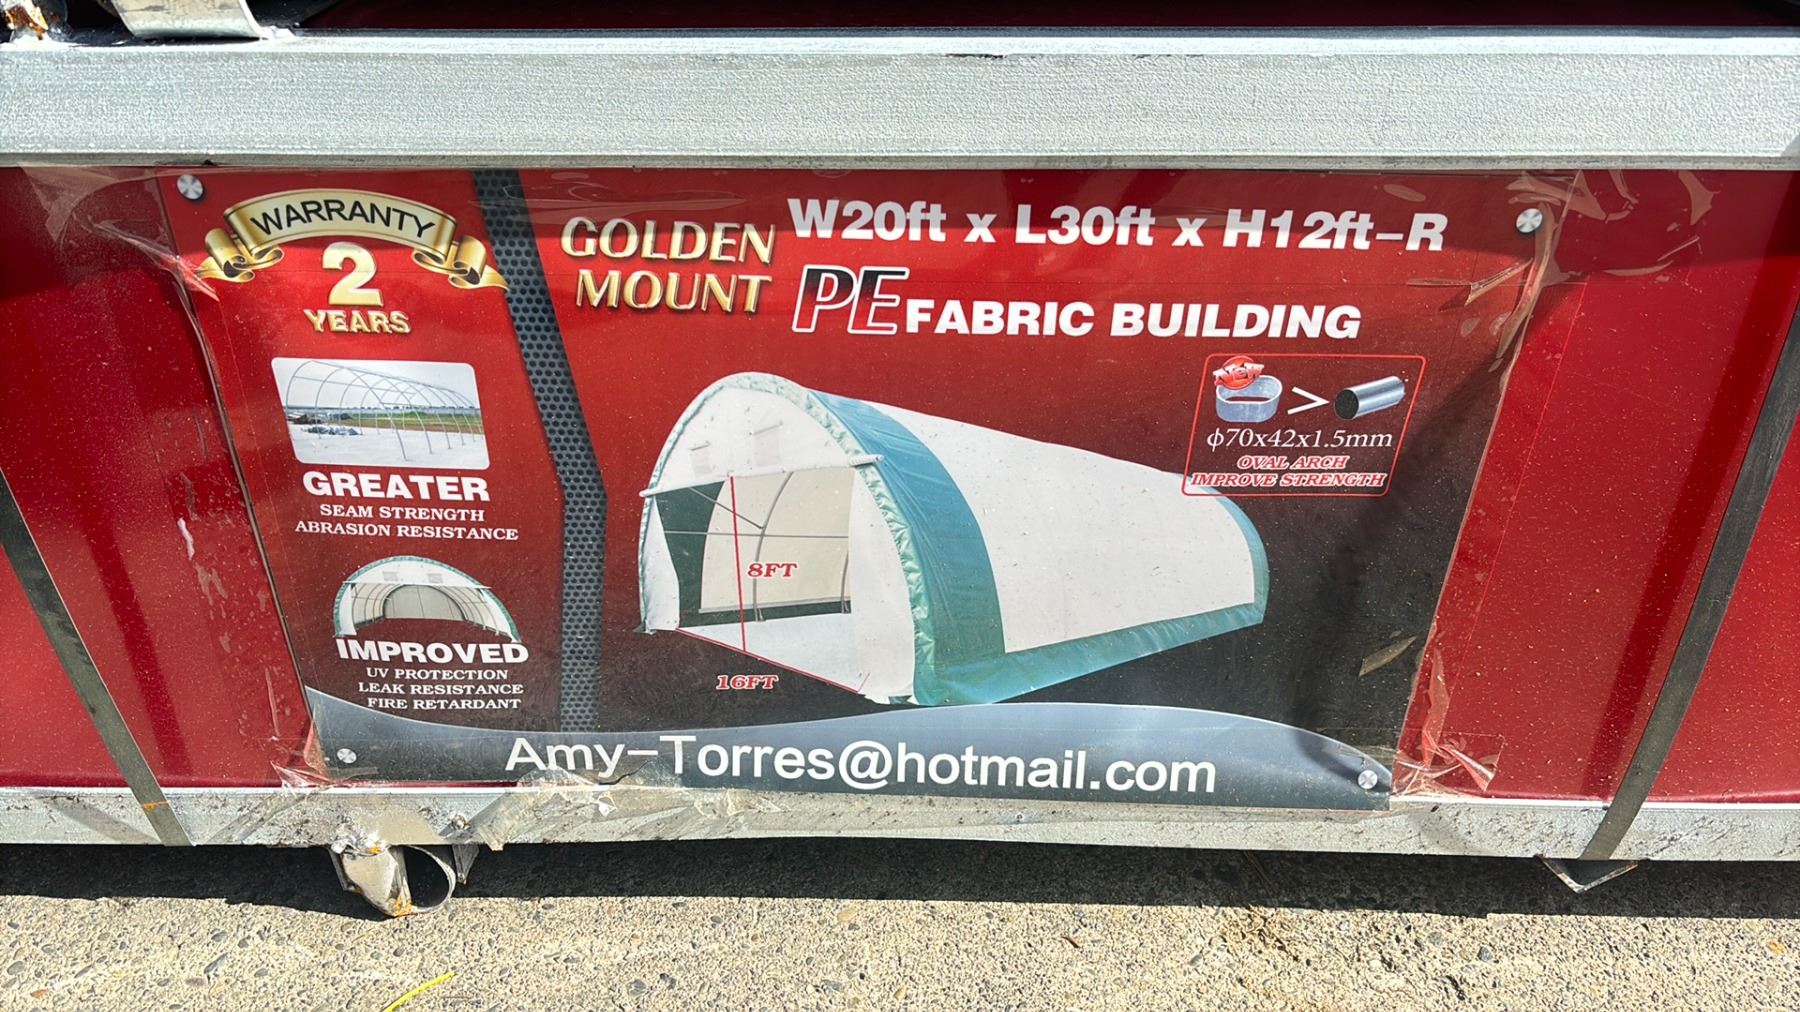 WARRANTY
2
YEARS
GREATER
SEAM STRENGTH
ABRASION RESISTANCE
IMPROVED
UV PROTECTION
LEAK RESISTANCE
FIRE RETARDANT
GOLDEN
MOUNT
W20ft x L30ft x H12ft-R
PE FABRIC BUILDING
New
>
φ70x42x1.5mm
OVAL ARCH
IMPROVE STRENGTH
8FT
16FT
Amy-Torres@hotmail.com